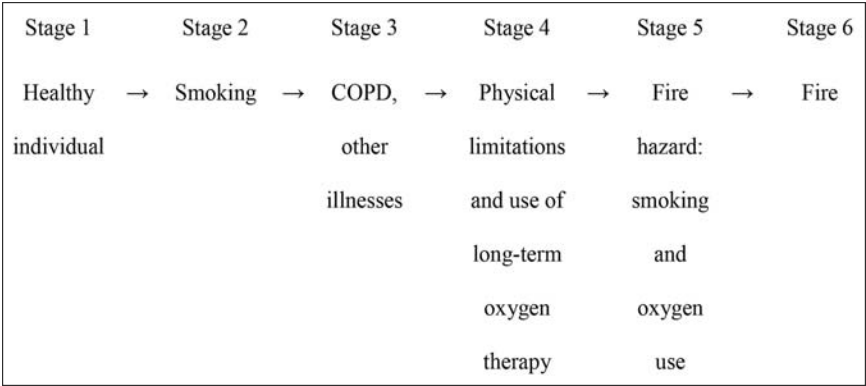 Stage 1 Stage 2 Stage 3 Stage 4 Stage 5 Stage 6
Healthy → Smoking → COPD, → Physical → Fire → Fire
individual other limitations hazard:
illnesses and use of smoking
long-term and
oxygen oxygen
therapy use